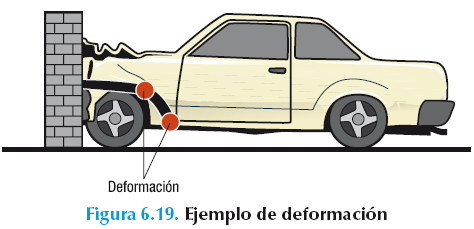 Deformación
Figura 6.19. Ejemplo de deformación